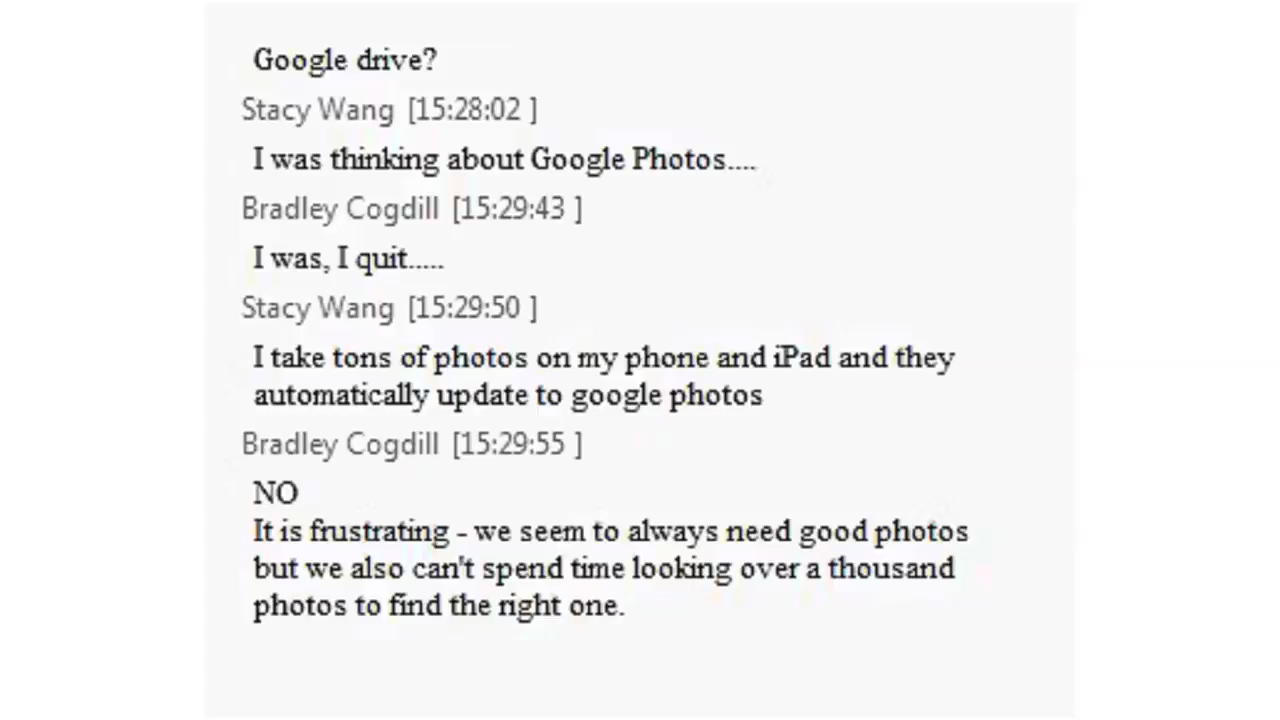 Google drive?
Stacy Wang [15:28:02 ]
I was thinking about Google Photos....
Bradley Cogdill [15:29:43 ]
I was, I quit.....
Stacy Wang [15:29:50 ]
I take tons of photos on my phone and iPad and they
automatically update to google photos
Bradley Cogdill [15:29:55 ]
NO
It is frustrating - we seem to always need good photos
but we also can't spend time looking over a thousand
photos to find the right one.